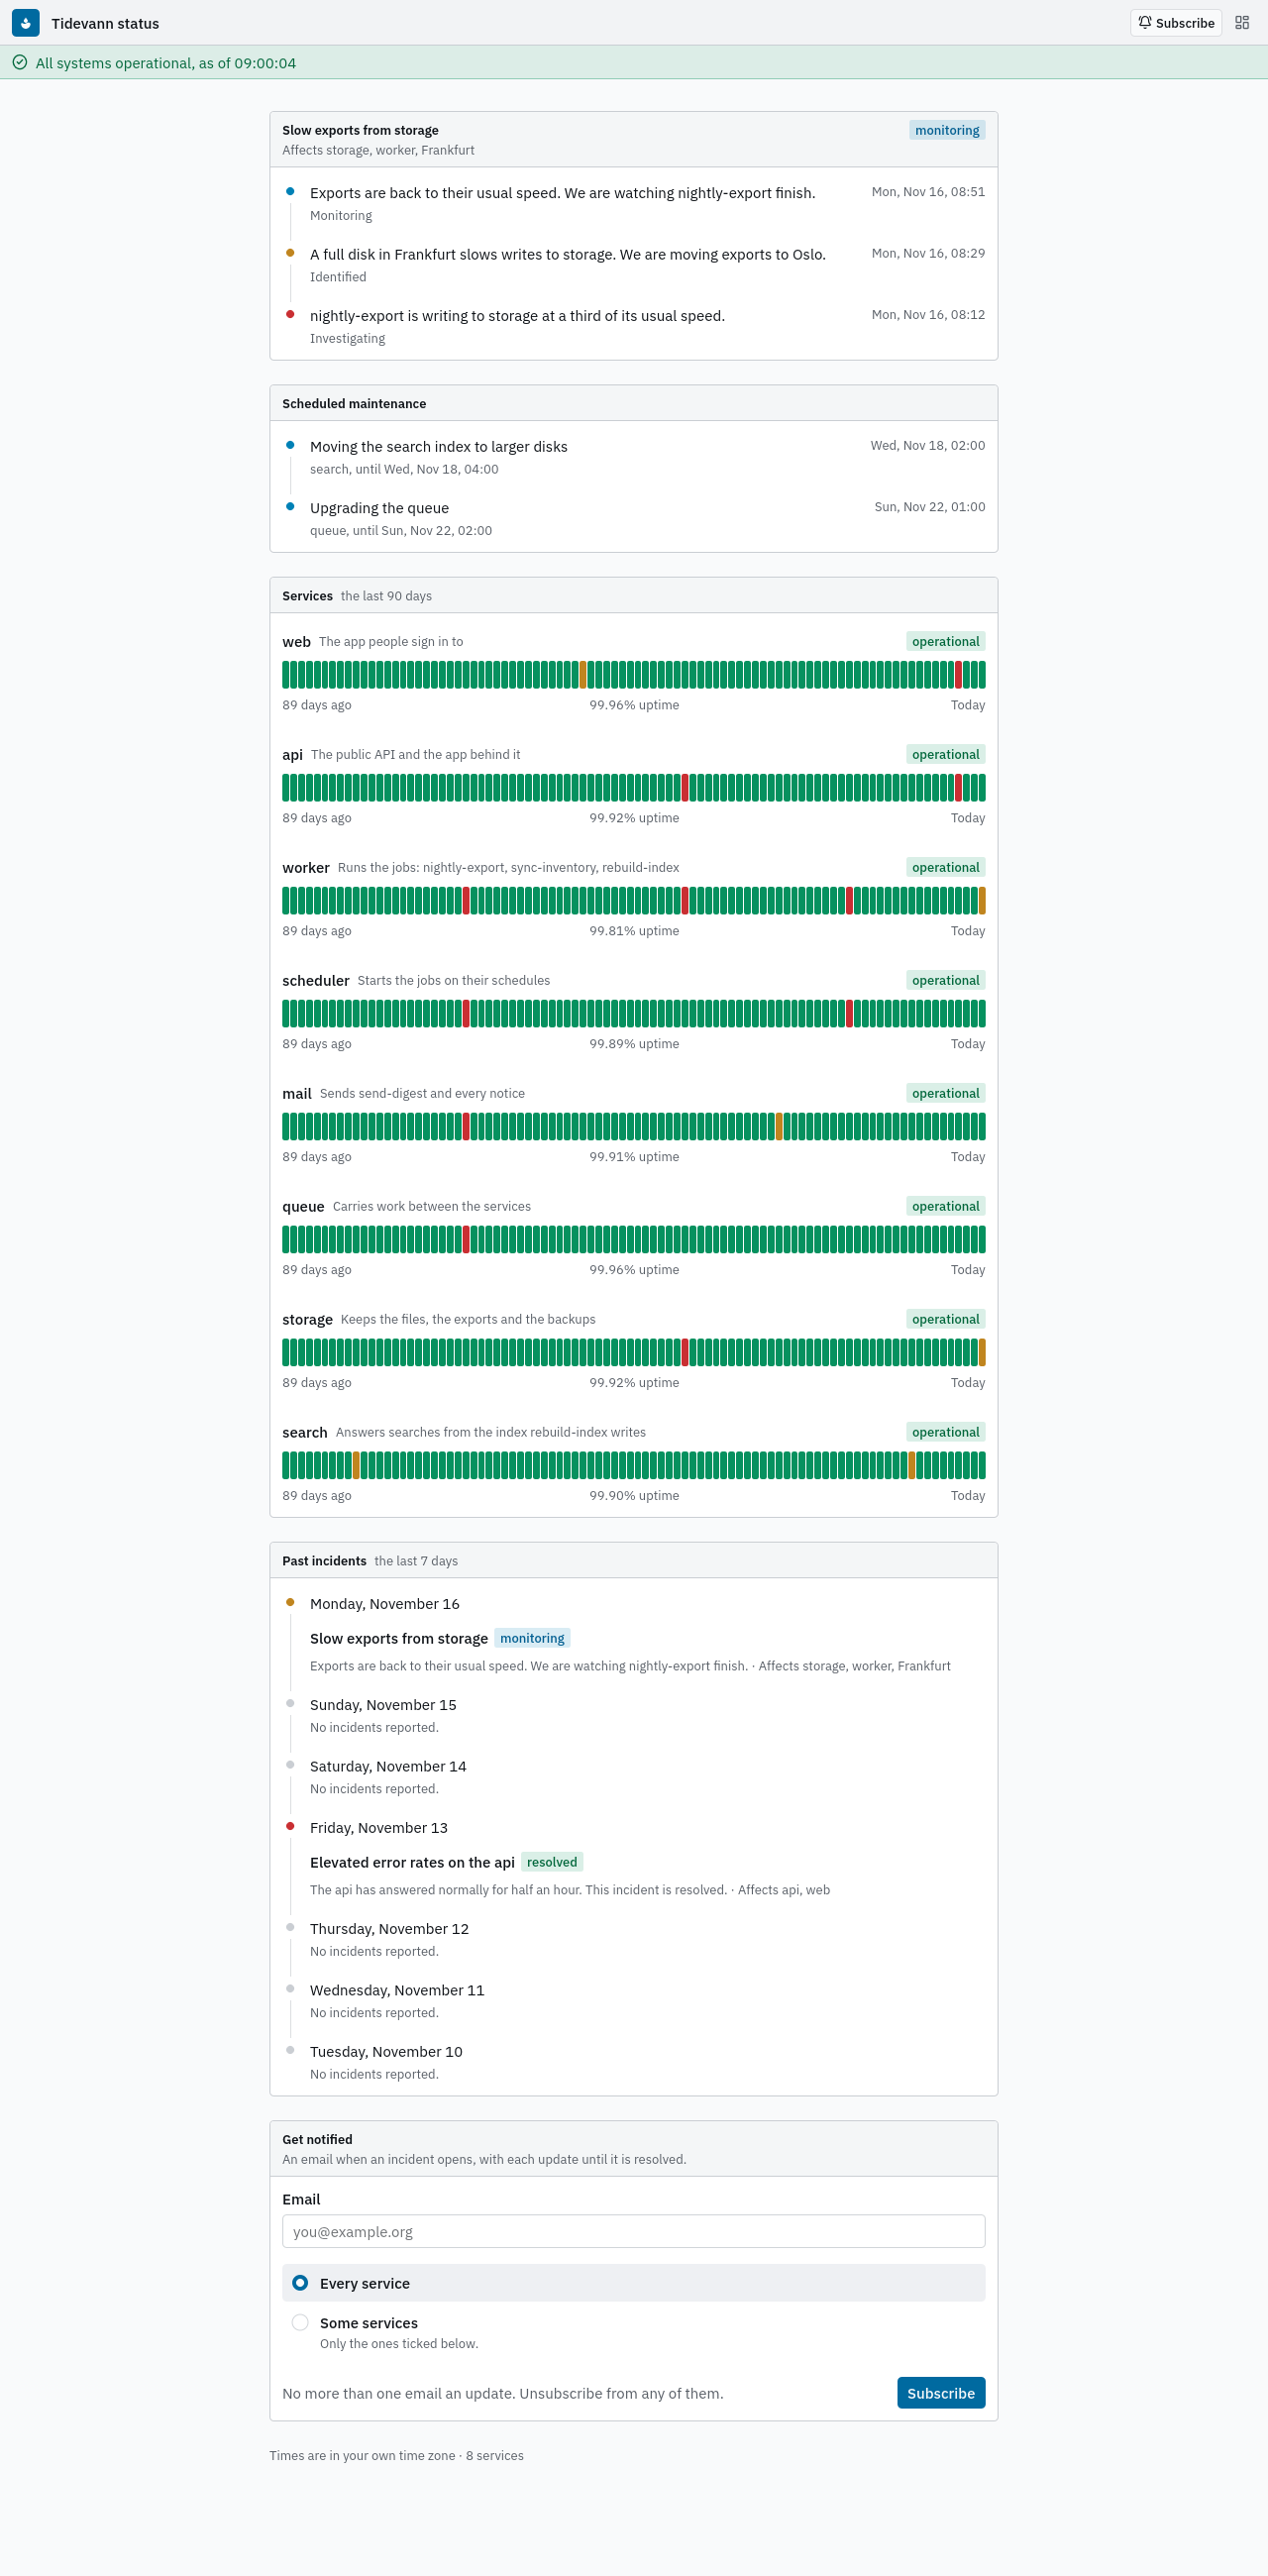 Tidevann status
Subscribe
All systems operational, as of 09:00:04
Slow exports from storage
monitoring
Affects storage, worker, Frankfurt
Exports are back to their usual speed. We are watching nightly-export finish.
Mon, Nov 16, 08:51
Monitoring
A full disk in Frankfurt slows writes to storage. We are moving exports to Oslo.
Mon, Nov 16, 08:29
Identified
nightly-export is writing to storage at a third of its usual speed.
Mon, Nov 16, 08:12
Investigating
Scheduled maintenance
Moving the search index to larger disks
Wed, Nov 18, 02:00
search, until Wed, Nov 18, 04:00
Upgrading the queue
Sun, Nov 22, 01:00
queue, until Sun, Nov 22, 02:00
Services the last 90 days
web The app people sign in to
operational
89 days ago
99.96% uptime
Today
api The public API and the app behind it
operational
89 days ago
99.92% uptime
Today
worker Runs the jobs: nightly-export, sync-inventory, rebuild-index
operational
89 days ago
99.81% uptime
Today
scheduler Starts the jobs on their schedules
operational
89 days ago
99.89% uptime
Today
mail Sends send-digest and every notice
operational
89 days ago
99.91% uptime
Today
queue Carries work between the services
operational
89 days ago
99.96% uptime
Today
storage Keeps the files, the exports and the backups
operational
89 days ago
99.92% uptime
Today
search Answers searches from the index rebuild-index writes
operational
89 days ago
99.90% uptime
Today
Past incidents the last 7 days
Monday, November 16
Slow exports from storage monitoring
Exports are back to their usual speed. We are watching nightly-export finish. · Affects storage, worker, Frankfurt
Sunday, November 15
No incidents reported.
Saturday, November 14
No incidents reported.
Friday, November 13
Elevated error rates on the api resolved
The api has answered normally for half an hour. This incident is resolved. · Affects api, web
Thursday, November 12
No incidents reported.
Wednesday, November 11
No incidents reported.
Tuesday, November 10
No incidents reported.
Get notified
An email when an incident opens, with each update until it is resolved.
Email
you@example.org
Every service
Some services
Only the ones ticked below.
No more than one email an update. Unsubscribe from any of them.
Subscribe
Times are in your own time zone · 8 services